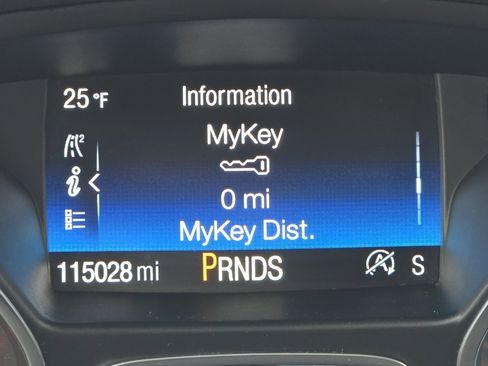 25 °F Information
MyKey
0 mi
MyKey Dist.
115028 mi PRNDS A S